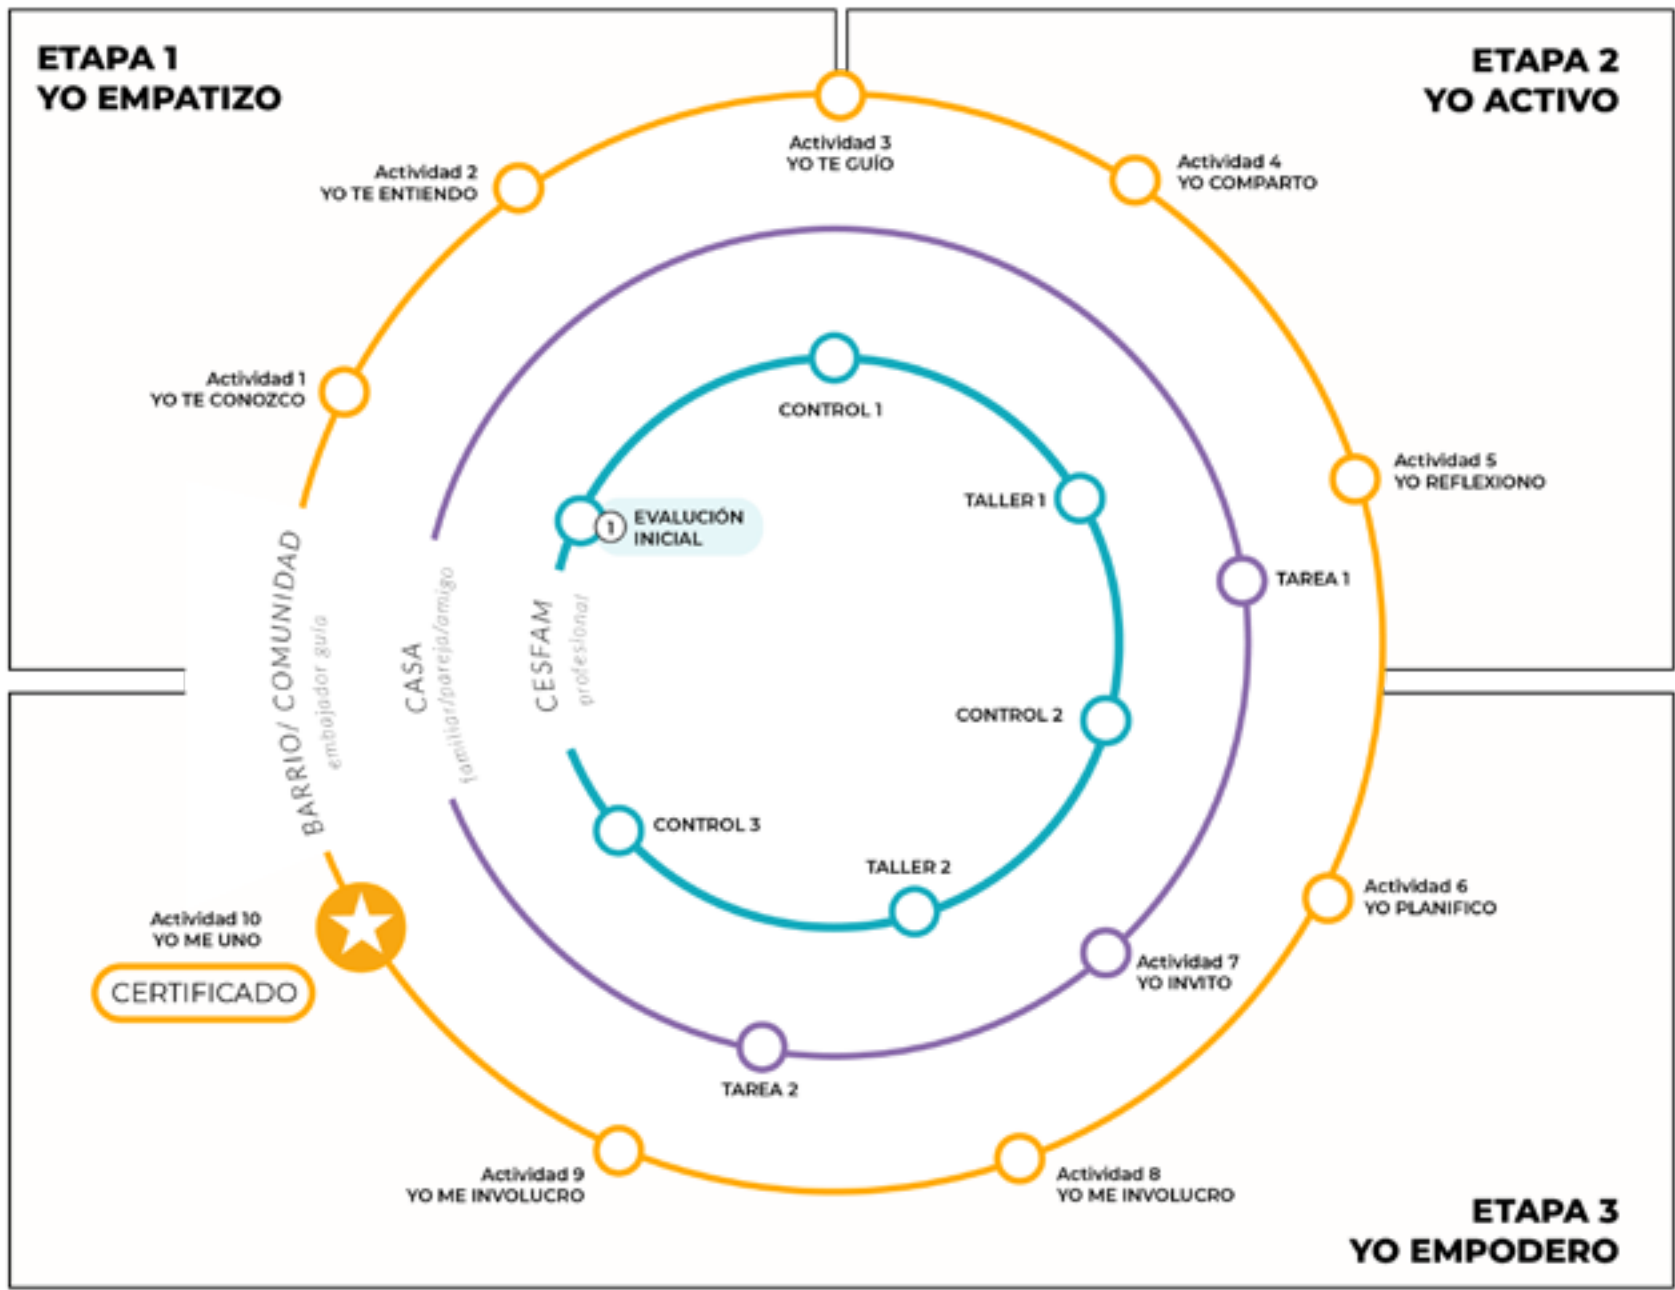 ETAPA 1
YO EMPATIZO
ETAPA 2
YO ACTIVO
Actividad 3
YO TE GUÍO
Actividad 2
YO TE ENTIENDO
Actividad 4
YO COMPARTO
Actividad 1
YO TE CONOZCO
CONTROL 1
Actividad 5
YO REFLEXIONO
TALLER 1
1
EVALUCIÓN
INICIAL
TAREA 1
BARRIO/ COMUNIDAD
embajador guía
CASA
familiar/pareja/amigo
CESFAM
profesional
CONTROL 2
CONTROL 3
TALLER 2
Actividad 6
YO PLANIFICO
Actividad 10
YO ME UNO
CERTIFICADO
Actividad 7
YO INVITO
TAREA 2
Actividad 9
YO ME INVOLUCRO
Actividad 8
YO ME INVOLUCRO
ETAPA 3
YO EMPODERO